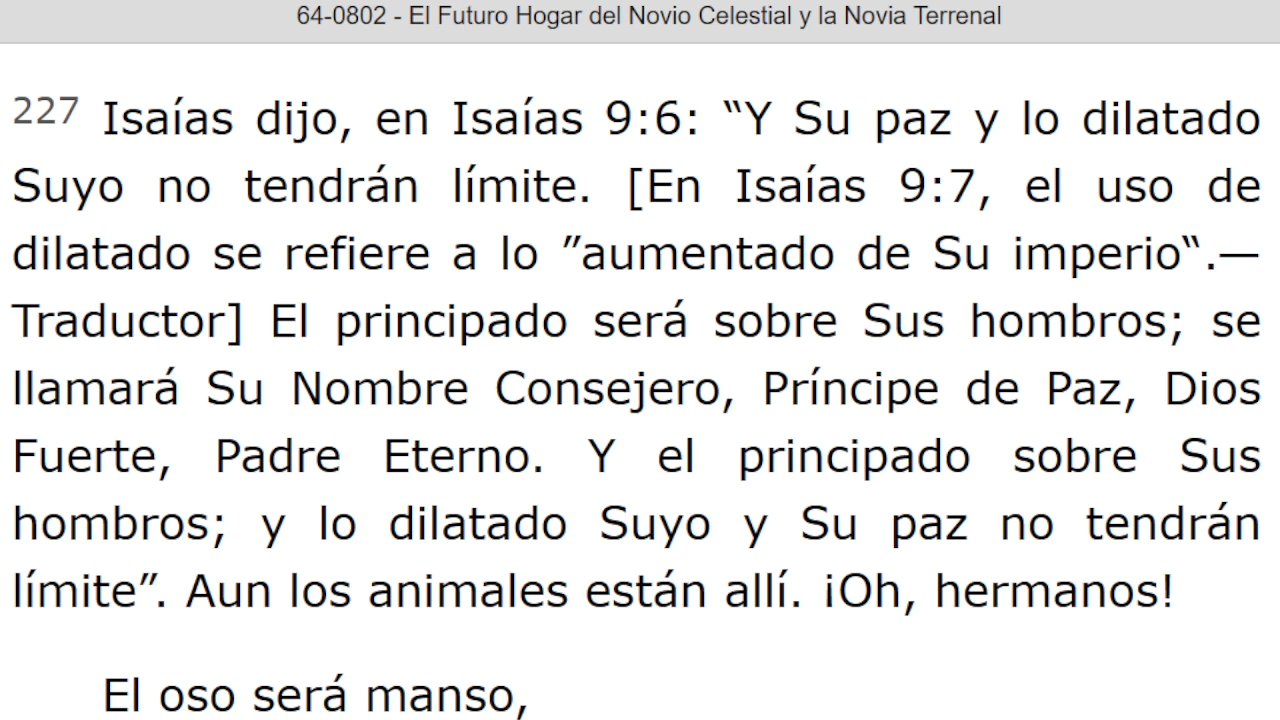 64-0802 - El Futuro Hogar del Novio Celestial y la Novia Terrenal
227 Isaías dijo, en Isaías 9:6: “Y Su paz y lo dilatado
Suyo no tendrán límite. [En Isaías 9:7, el uso de
dilatado se refiere a lo ”aumentado de Su imperio“.—
Traductor] El principado será sobre Sus hombros; se
llamará Su Nombre Consejero, Príncipe de Paz, Dios
Fuerte, Padre Eterno. Y el principado sobre Sus
hombros; y lo dilatado Suyo y Su paz no tendrán
límite”. Aun los animales están allí. ¡Oh, hermanos!
El oso será manso,